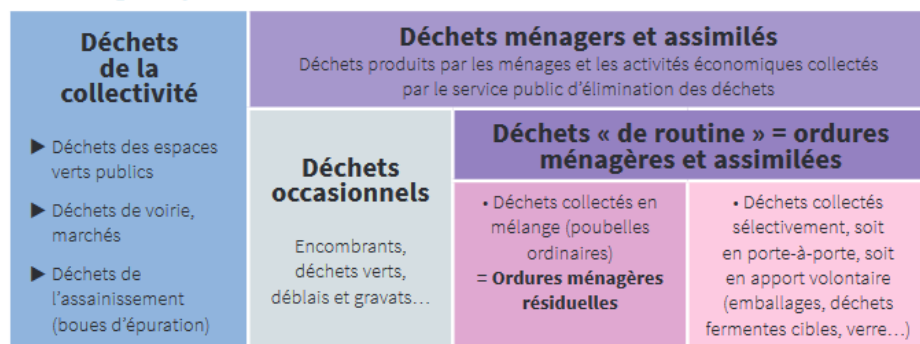 Déchets
de la
collectivité
▶ Déchets des espaces
verts publics
▶ Déchets de voirie,
marchés
▶ Déchets de
l'assainissement
(boues d'épuration)
Déchets ménagers et assimilés
Déchets produits par les ménages et les activités économiques collectés
par le service public d'élimination des déchets
Déchets
occasionnels
Encombrants,
déchets verts,
déblais et gravats…
Déchets « de routine » = ordures
ménagères et assimilées
• Déchets collectés en
mélange (poubelles
ordinaires)
= Ordures ménagères
résiduelles
• Déchets collectés
sélectivement, soit
en porte-à-porte, soit
en apport volontaire
(emballages, déchets
fermentes cibles, verre…)